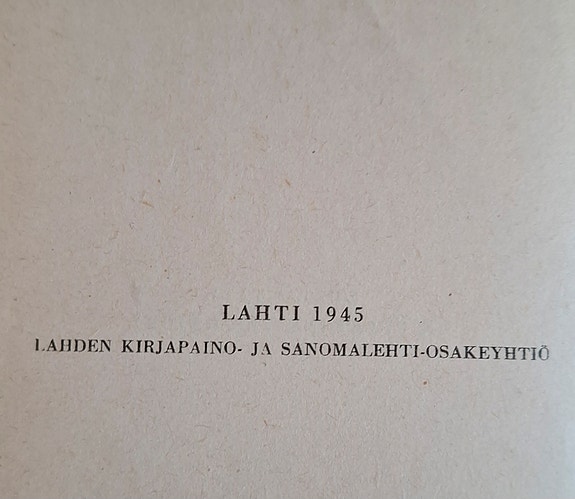 LAHTI 1945
LAHDEN KIRJAPAINO- JA SANOMALEHTI-OSAKEYHTIÖ